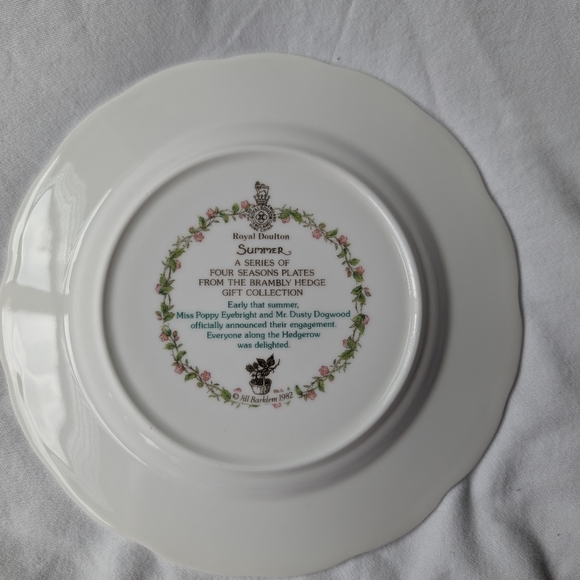 Royal Doulton
Summer
A SERIES OF
FOUR SEASONS PLATES
FROM THE BRAMBLY HEDGE
GIFT COLLECTION
Early that summer,
Miss Poppy Eyebright and Mr. Dusty Dogwood
officially announced their engagement.
Everyone along the Hedgerow
was delighted.
© Jill Barklem 1982